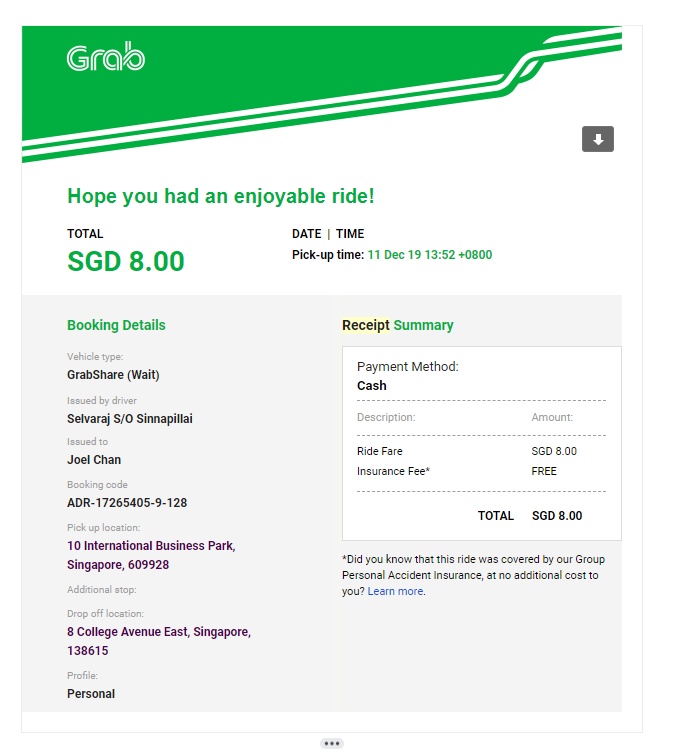 Grab
Hope you had an enjoyable ride!
TOTAL
SGD 8.00
DATE | TIME
Pick-up time: 11 Dec 19 13:52 +0800
Booking Details
Vehicle type:
GrabShare (Wait)
Issued by driver
Selvaraj S/O Sinnapillai
Issued to
Joel Chan
Booking code
ADR-17265405-9-128
Pick up location:
10 International Business Park,
Singapore, 609928
Additional stop:
Drop off location:
8 College Avenue East, Singapore,
138615
Profile:
Personal
Receipt Summary
Payment Method:
Cash
Description: Amount:
Ride Fare SGD 8.00
Insurance Fee* FREE
TOTAL SGD 8.00
*Did you know that this ride was covered by our Group
Personal Accident Insurance, at no additional cost to
you? Learn more.